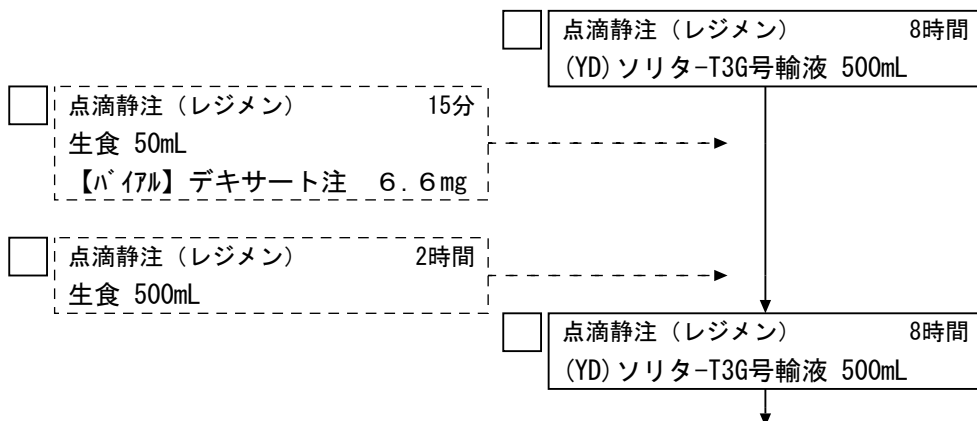 点滴静注（レジメン） 8時間
(YD)ソリタ-T3G号輸液 500mL
点滴静注（レジメン） 15分
生食 50mL
【ﾊﾞｲｱﾙ】デキサート注 ６.６mg
点滴静注（レジメン） 2時間
生食 500mL
点滴静注（レジメン） 8時間
(YD)ソリタ-T3G号輸液 500mL